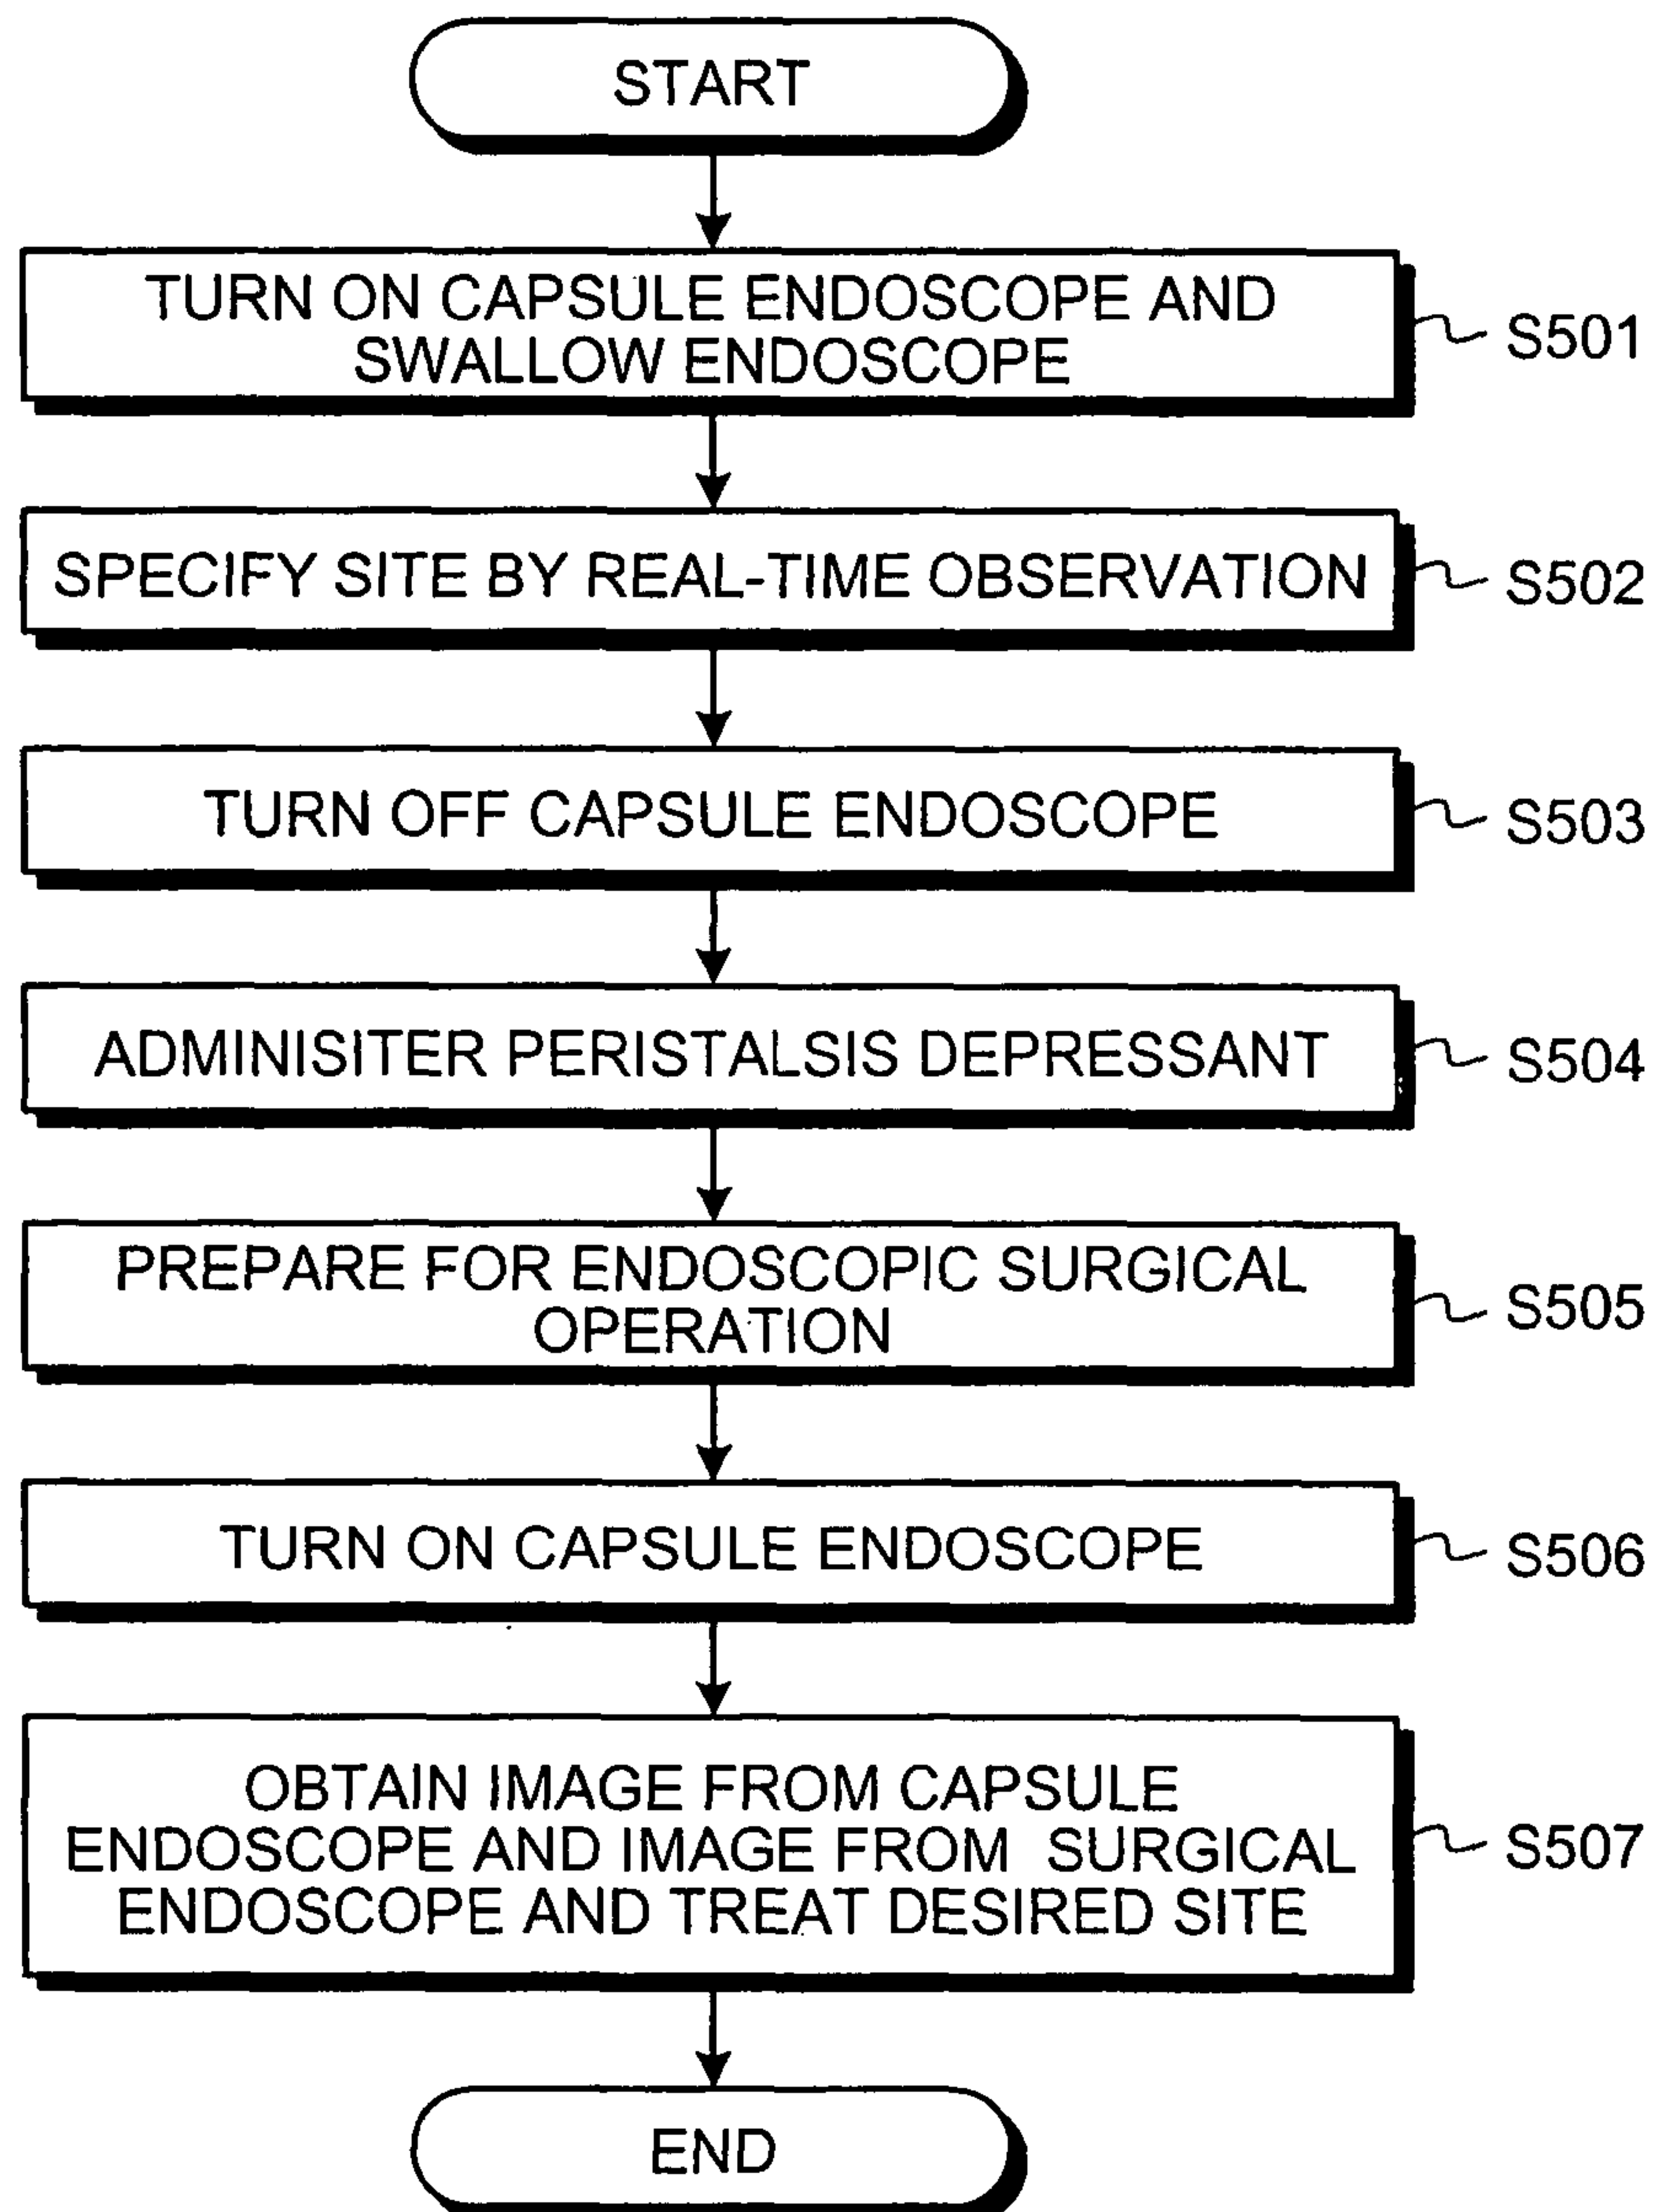 START
TURN ON CAPSULE ENDOSCOPE AND
SWALLOW ENDOSCOPE
S501
SPECIFY SITE BY REAL-TIME OBSERVATION
S502
TURN OFF CAPSULE ENDOSCOPE
S503
ADMINISITER PERISTALSIS DEPRESSANT
S504
PREPARE FOR ENDOSCOPIC SURGICAL
OPERATION
S505
TURN ON CAPSULE ENDOSCOPE
S506
OBTAIN IMAGE FROM CAPSULE
ENDOSCOPE AND IMAGE FROM SURGICAL
ENDOSCOPE AND TREAT DESIRED SITE
S507
END